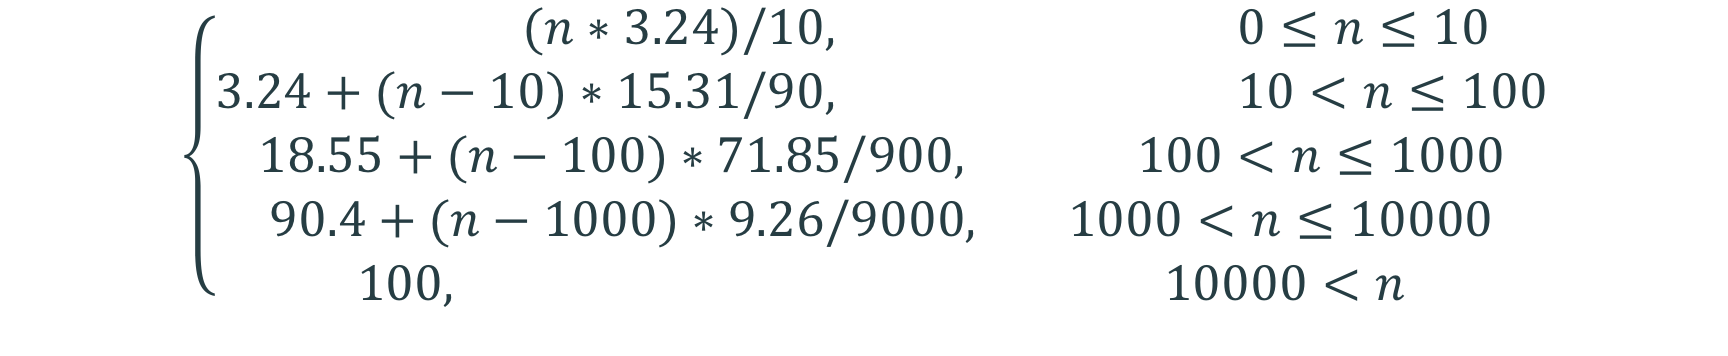 (n * 3.24)/10, 0 ≤ n ≤ 10
3.24 + (n − 10) * 15.31/90, 10 < n ≤ 100
18.55 + (n − 100) * 71.85/900, 100 < n ≤ 1000
90.4 + (n − 1000) * 9.26/9000, 1000 < n ≤ 10000
100, 10000 < n